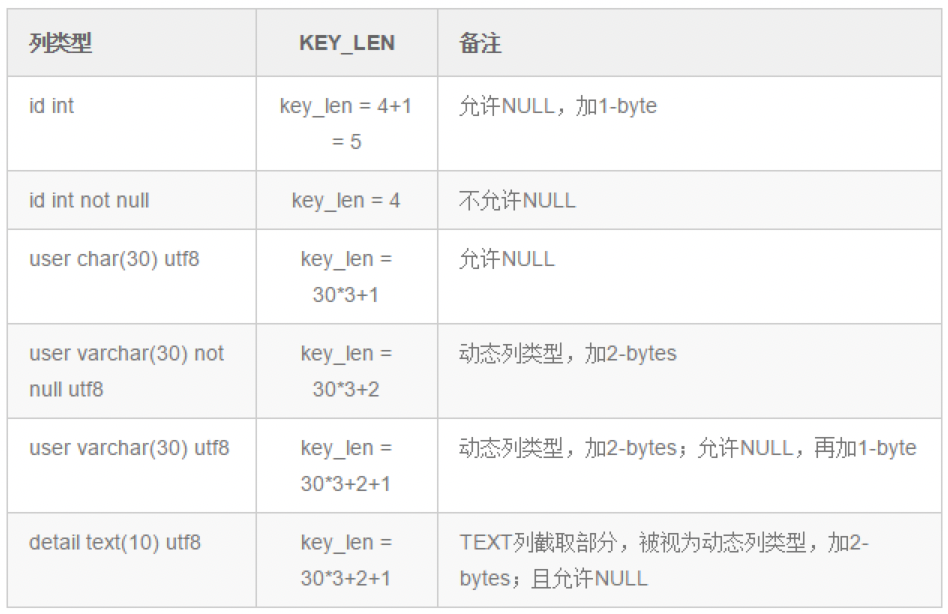 列类型 KEY_LEN 备注
id int key_len = 4+1 允许NULL，加1-byte
= 5
id int not null key_len = 4 不允许NULL
user char(30) utf8 key_len = 允许NULL
30*3+1
user varchar(30) not key_len = 动态列类型，加2-bytes
null utf8 30*3+2
user varchar(30) utf8 key_len = 动态列类型，加2-bytes；允许NULL，再加1-byte
30*3+2+1
detail text(10) utf8 key_len = TEXT列截取部分，被视为动态列类型，加2-
30*3+2+1 bytes；且允许NULL